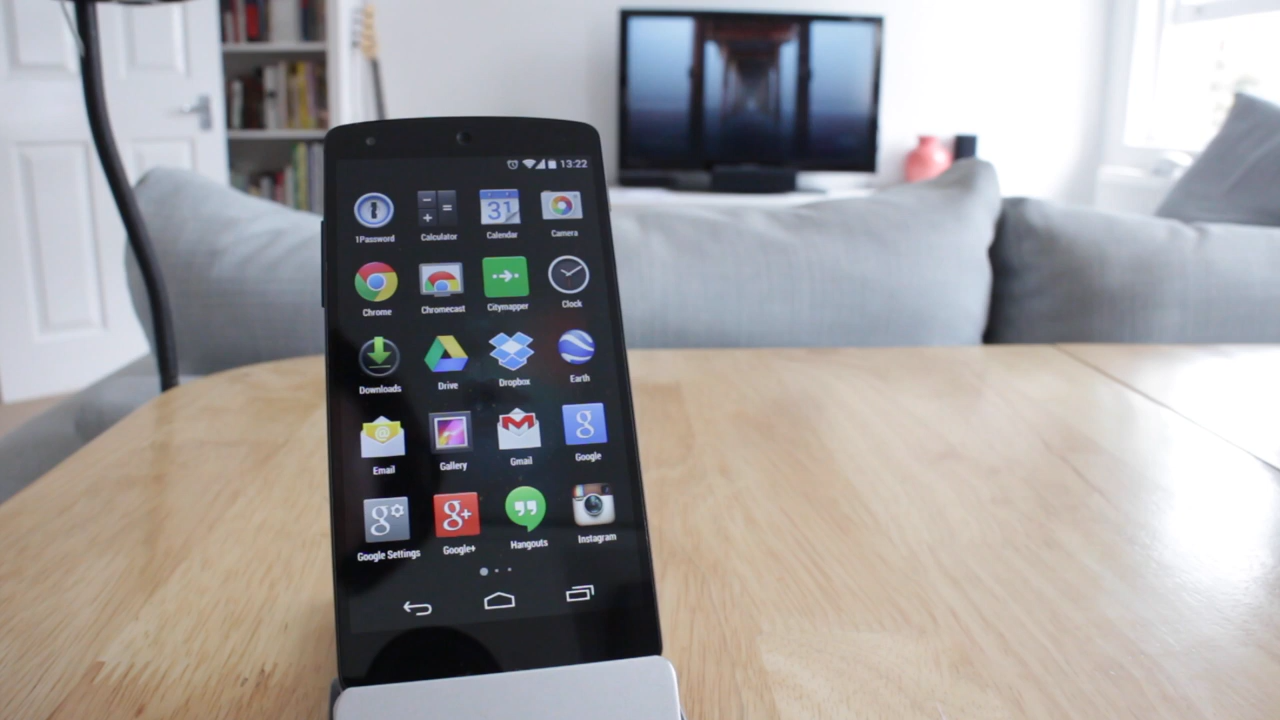 13:22
1Password Calculator 31 Calendar Camera
Chrome Chromecast Citymapper Clock
Downloads Drive Dropbox Earth
@ Email Gallery Gmail g Google
g Google Settings g+ Google+ Hangouts Instagram